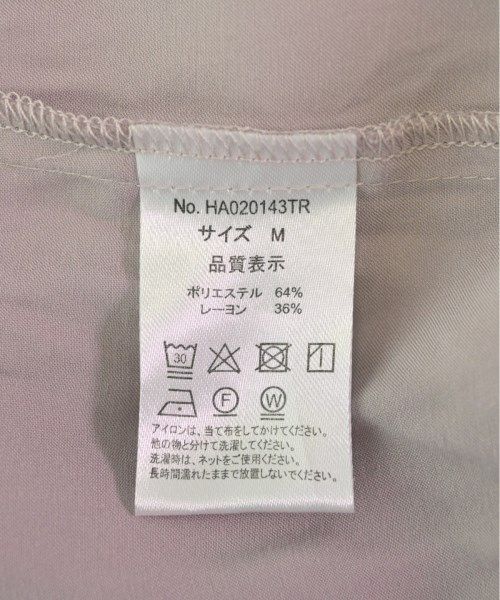 No. HA020143TR
サイズ M
品質表示
ポリエステル 64%
レーヨン 36%
30
F W
アイロンは、当て布をしてかけてください。
他の物と分けて洗濯してください。
洗濯時は、ネットをご使用ください。
長時間濡れたままで放置しないでください。